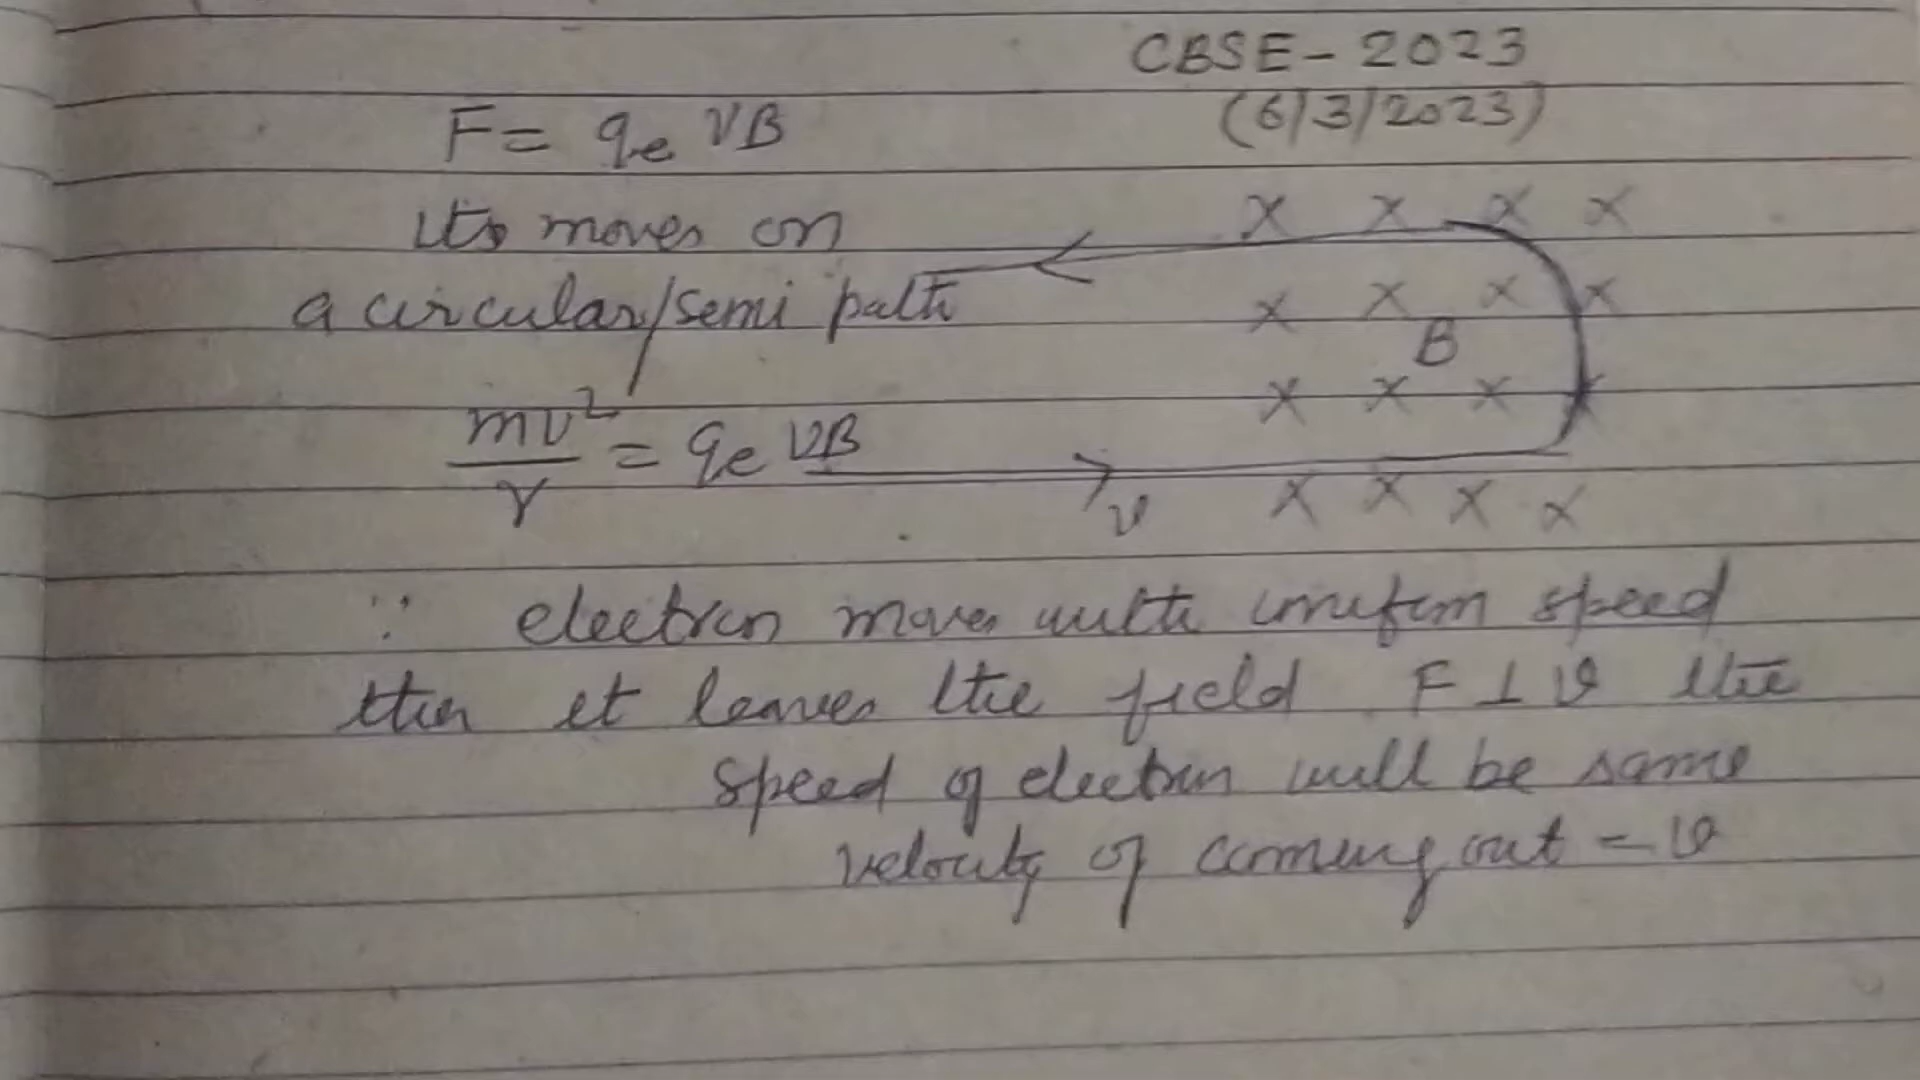 CBSE - 2023
(6/3/2023)
F = qe VB
its moves on
a circular/semi path
mv²/r = qe VB
x x x x
x x x x
B
x x x x
v
x x x x
∵ electron moves with uniform speed
then it leaves the field F ⊥ v the
speed of electron will be same
velocity of coming out = v